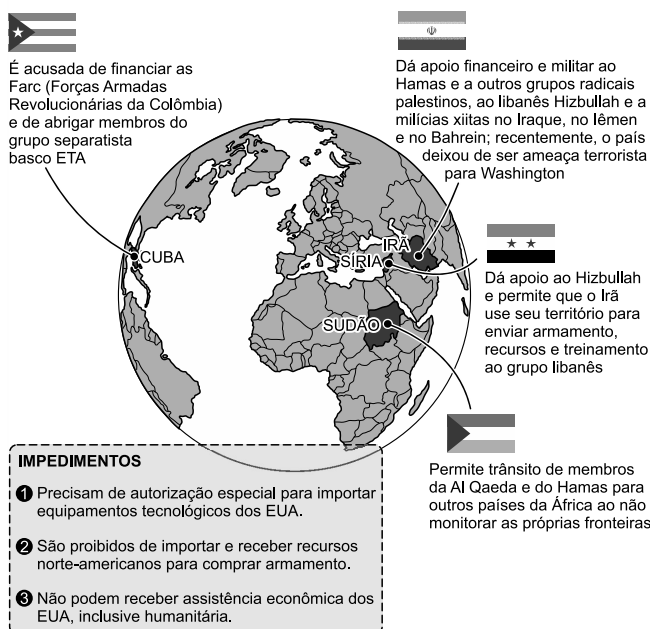 É acusada de financiar as
Farc (Forças Armadas
Revolucionárias da Colômbia)
e de abrigar membros do
grupo separatista
basco ETA
Dá apoio financeiro e militar ao
Hamas e a outros grupos radicais
palestinos, ao libanês Hizbullah e a
milícias xiitas no Iraque, no Iêmen
e no Bahrein; recentemente, o país
deixou de ser ameaça terrorista
para Washington
CUBA
IRÃ
SÍRIA
SUDÃO
Dá apoio ao Hizbullah
e permite que o Irã
use seu território para
enviar armamento,
recursos e treinamento
ao grupo libanês
Permite trânsito de membros
da Al Qaeda e do Hamas para
outros países da África ao não
monitorar as próprias fronteiras
IMPEDIMENTOS
1 Precisam de autorização especial para importar
equipamentos tecnológicos dos EUA.
2 São proibidos de importar e receber recursos
norte-americanos para comprar armamento.
3 Não podem receber assistência econômica dos
EUA, inclusive humanitária.